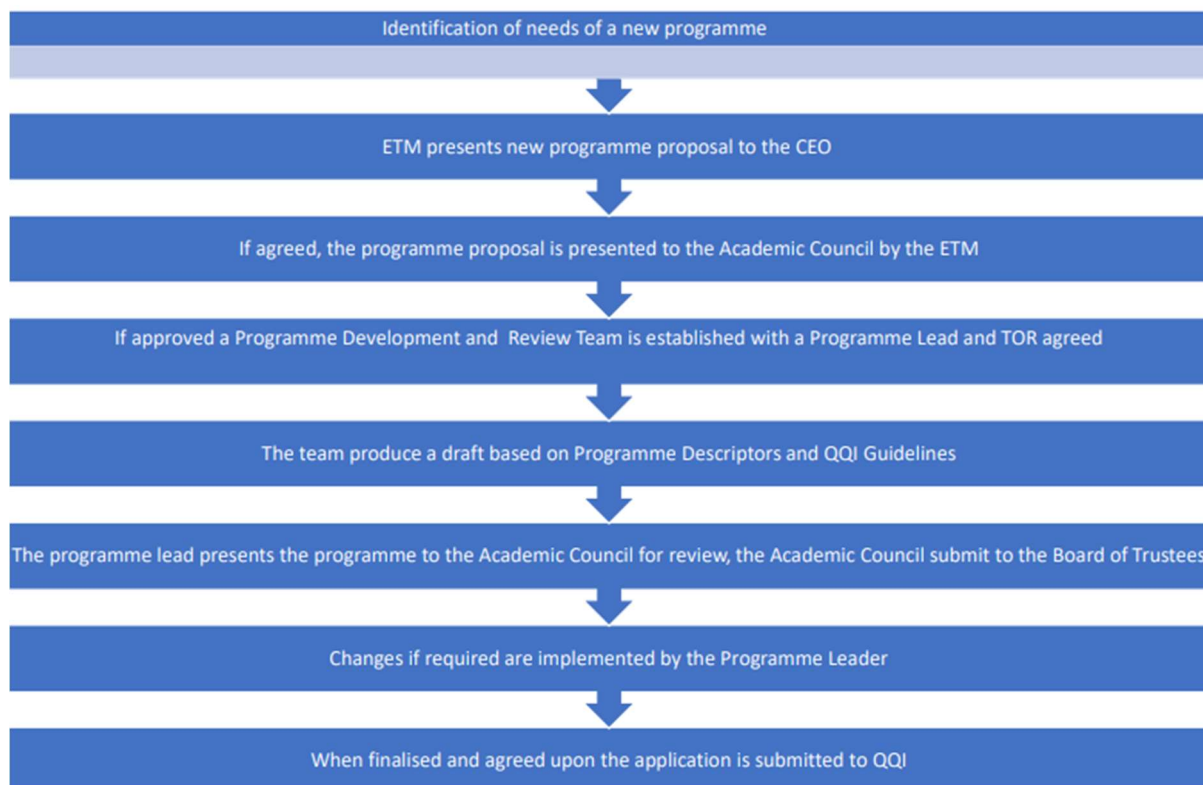 Identification of needs of a new programme
ETM presents new programme proposal to the CEO
If agreed, the programme proposal is presented to the Academic Council by the ETM
If approved a Programme Development and  Review Team is established with a Programme Lead and TOR agreed
The team produce a draft based on Programme Descriptors and QQI Guidelines
The programme lead presents the programme to the Academic Council for review, the Academic Council submit to the Board of Trustees
Changes if required are implemented by the Programme Leader
When finalised and agreed upon the application is submitted to QQI